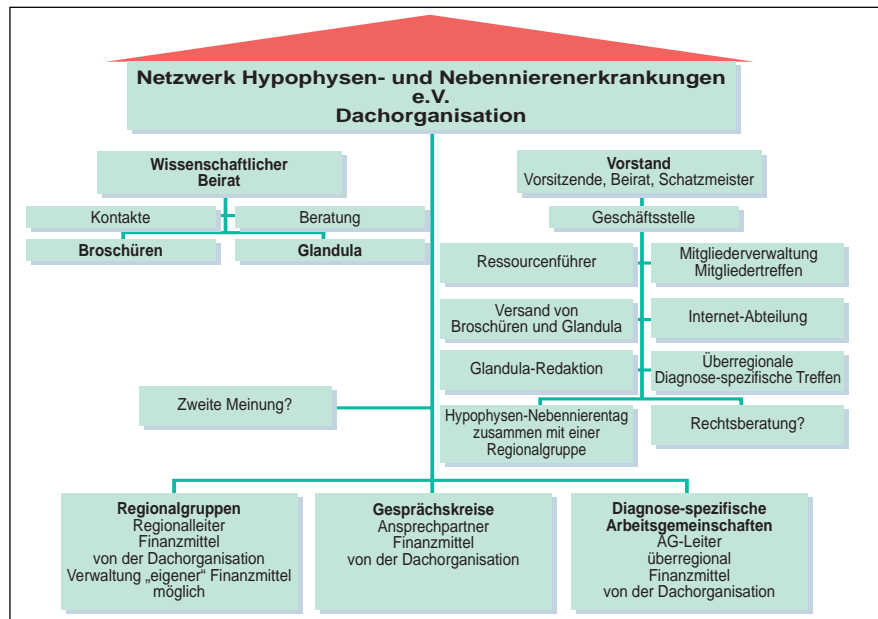 Netzwerk Hypophysen- und Nebennierenerkrankungen
e.V.
Dachorganisation
Wissenschaftlicher
Beirat
Kontakte
Beratung
Broschüren
Glandula
Vorstand
Vorsitzende, Beirat, Schatzmeister
Geschäftsstelle
Ressourcenführer
Mitgliederverwaltung
Mitgliedertreffen
Versand von
Broschüren und Glandula
Internet-Abteilung
Glandula-Redaktion
Überregionale
Diagnose-spezifische Treffen
Zweite Meinung?
Hypophysen-Nebennierentag
zusammen mit einer
Regionalgruppe
Rechtsberatung?
Regionalgruppen
Regionalleiter
Finanzmittel
von der Dachorganisation
Verwaltung „eigener“ Finanzmittel
möglich
Gesprächskreise
Ansprechpartner
Finanzmittel
von der Dachorganisation
Diagnose-spezifische
Arbeitsgemeinschaften
AG-Leiter
überregional
Finanzmittel
von der Dachorganisation